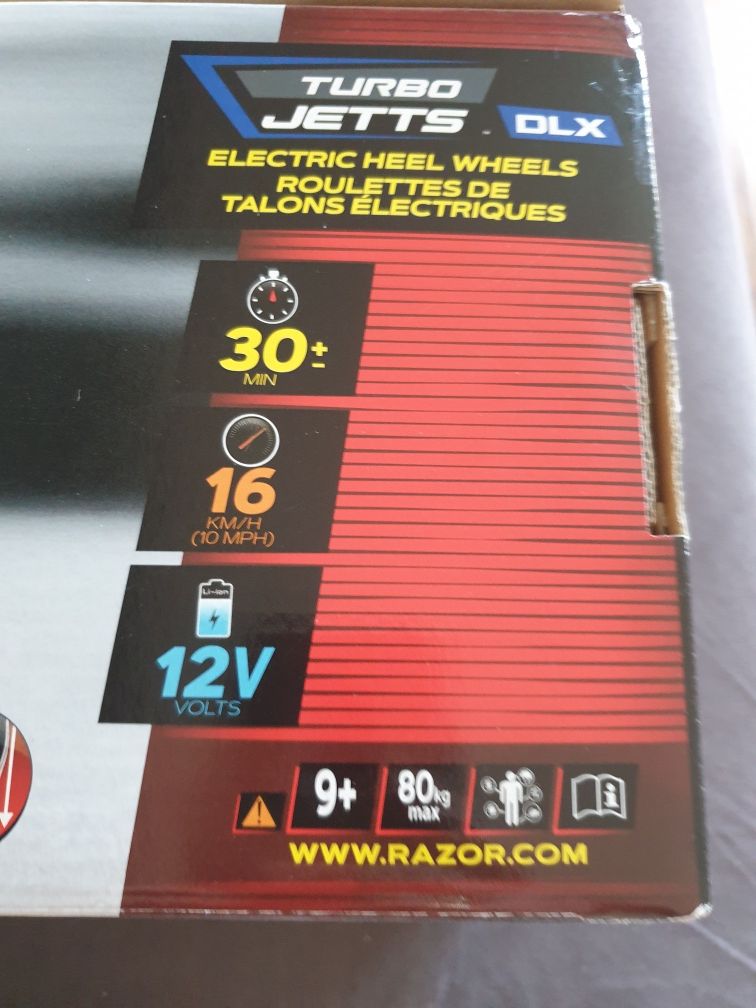 TURBO
JETTS DLX
ELECTRIC HEEL WHEELS
ROULETTES DE
TALONS ÉLECTRIQUES
30±
MIN
16
KM/H
(10 MPH)
Li-ion
12V
VOLTS
9+
80kg
max
WWW.RAZOR.COM